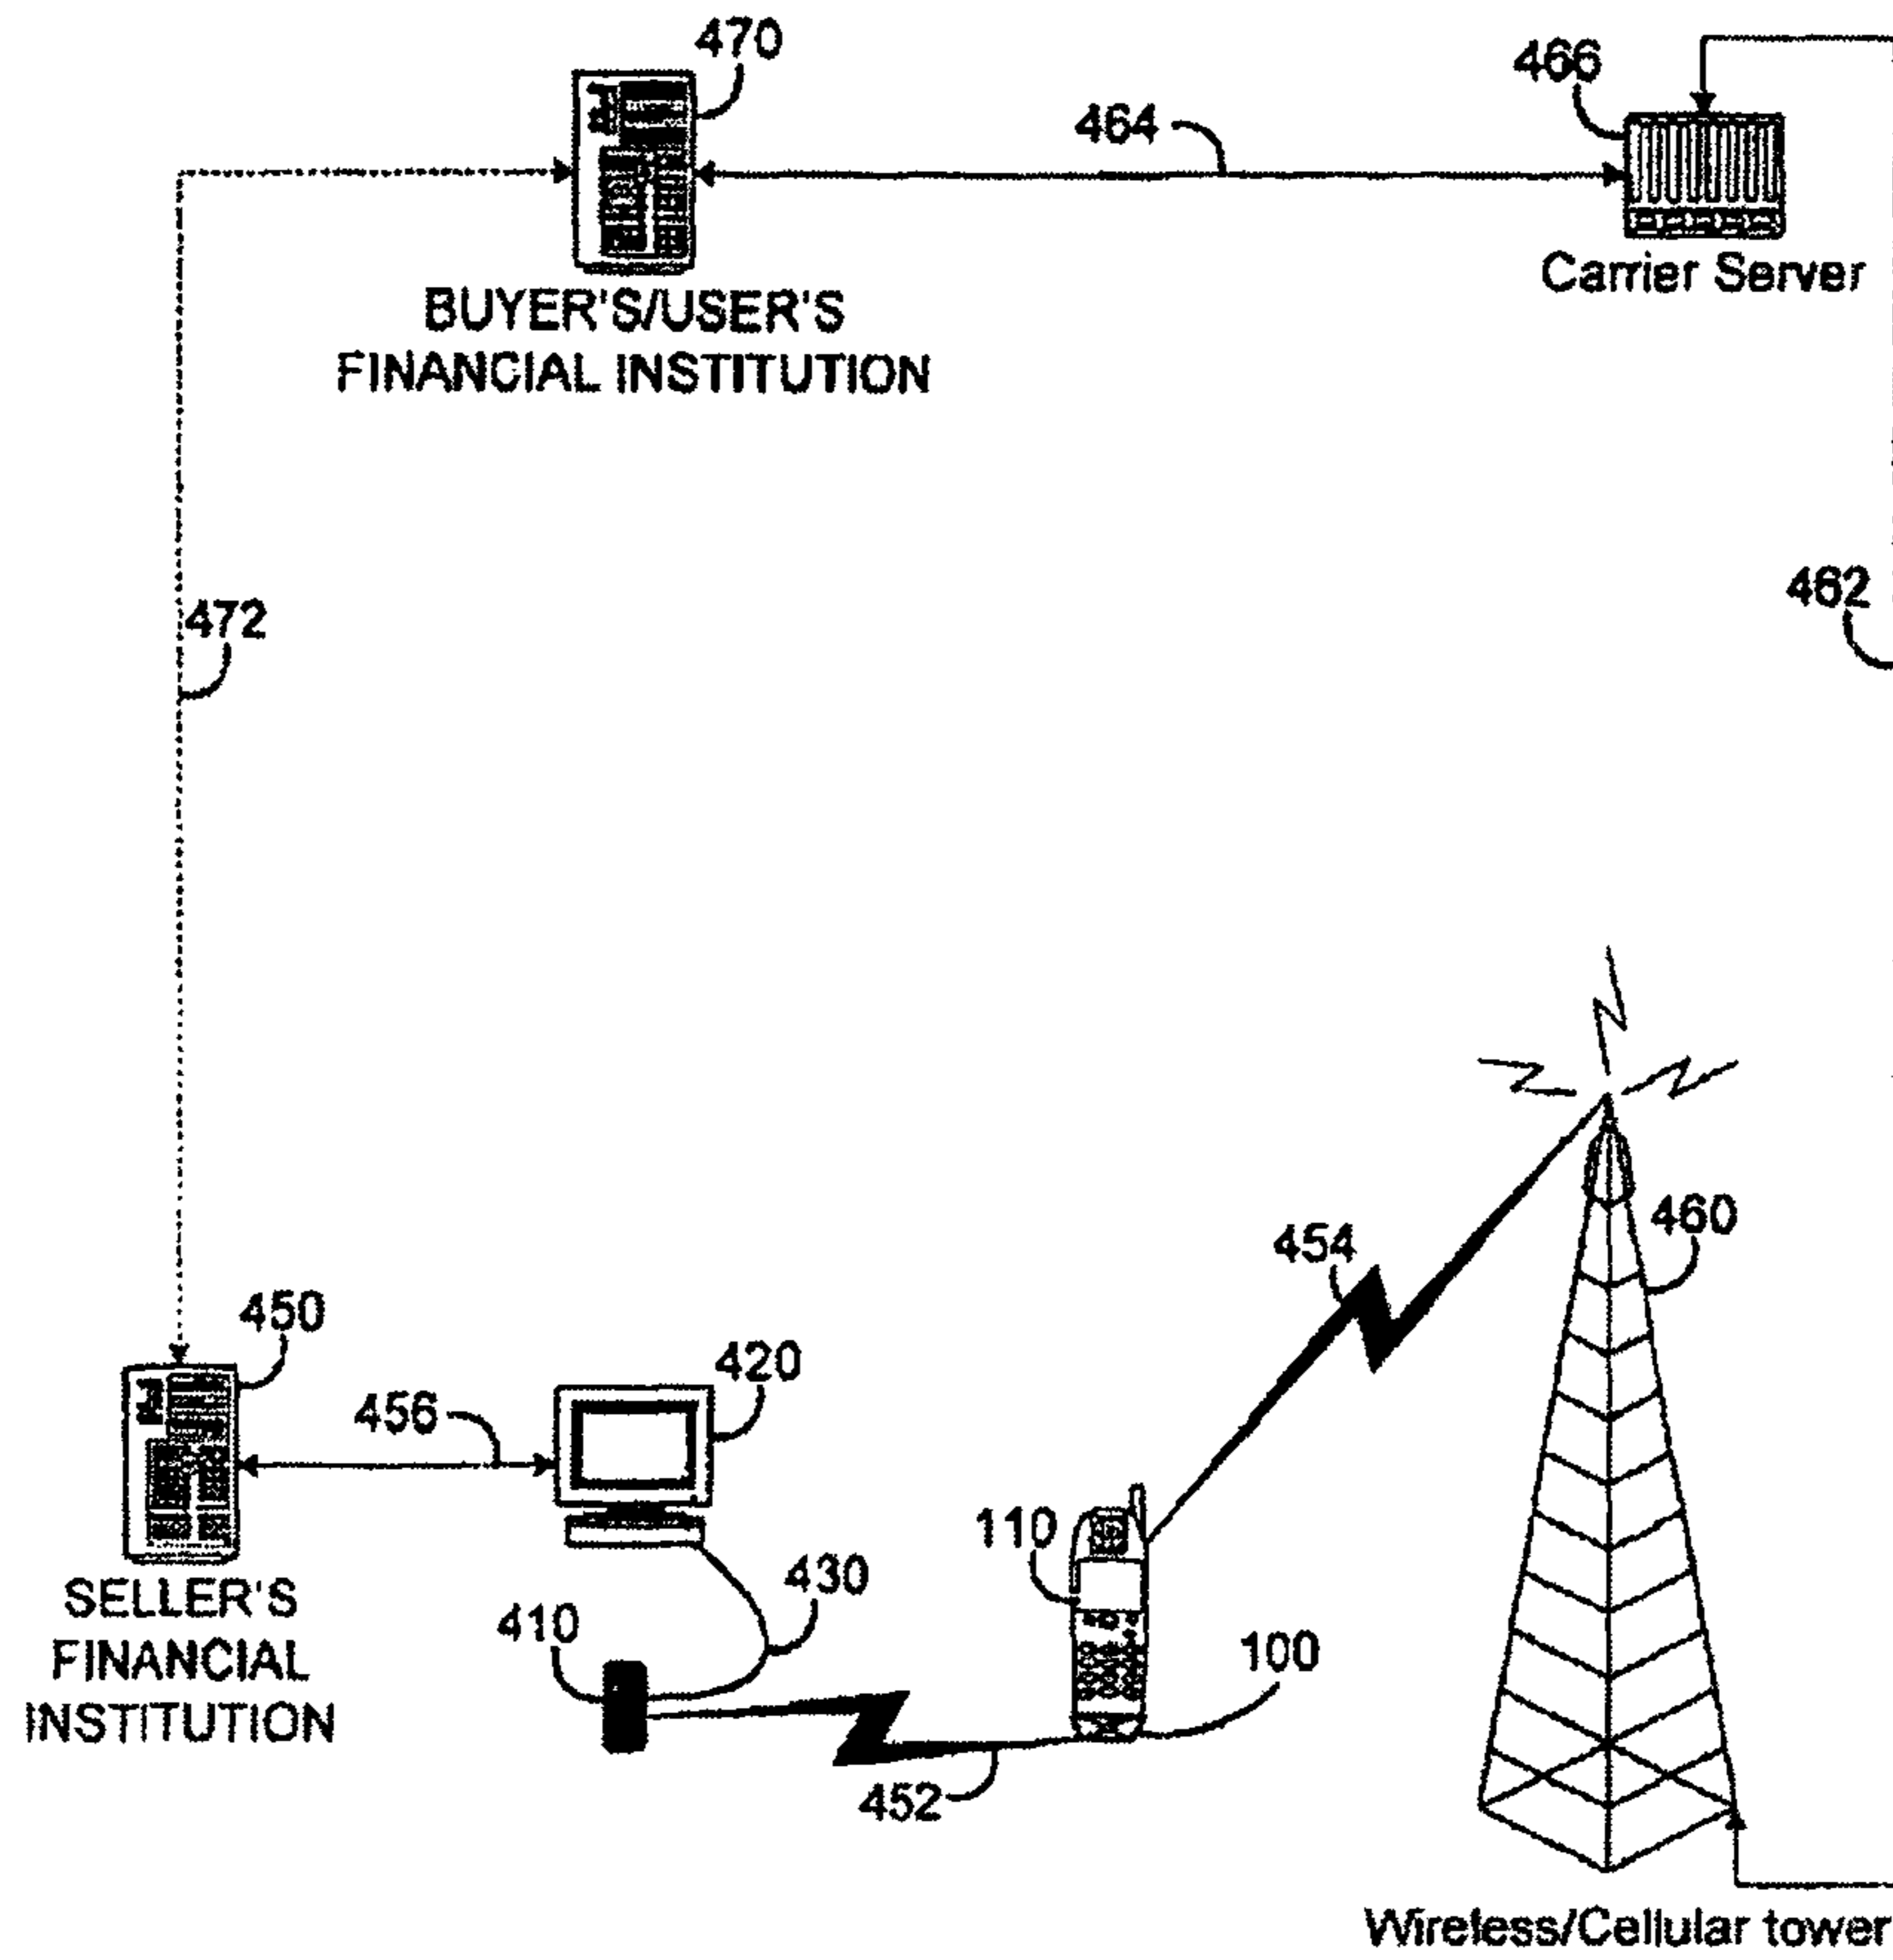 470
466
464
Carrier Server
BUYER'S/USER'S
FINANCIAL INSTITUTION
462
472
460
454
450
420
456
110
430
SELLER'S
FINANCIAL
INSTITUTION
410
100
452
Wireless/Cellular tower